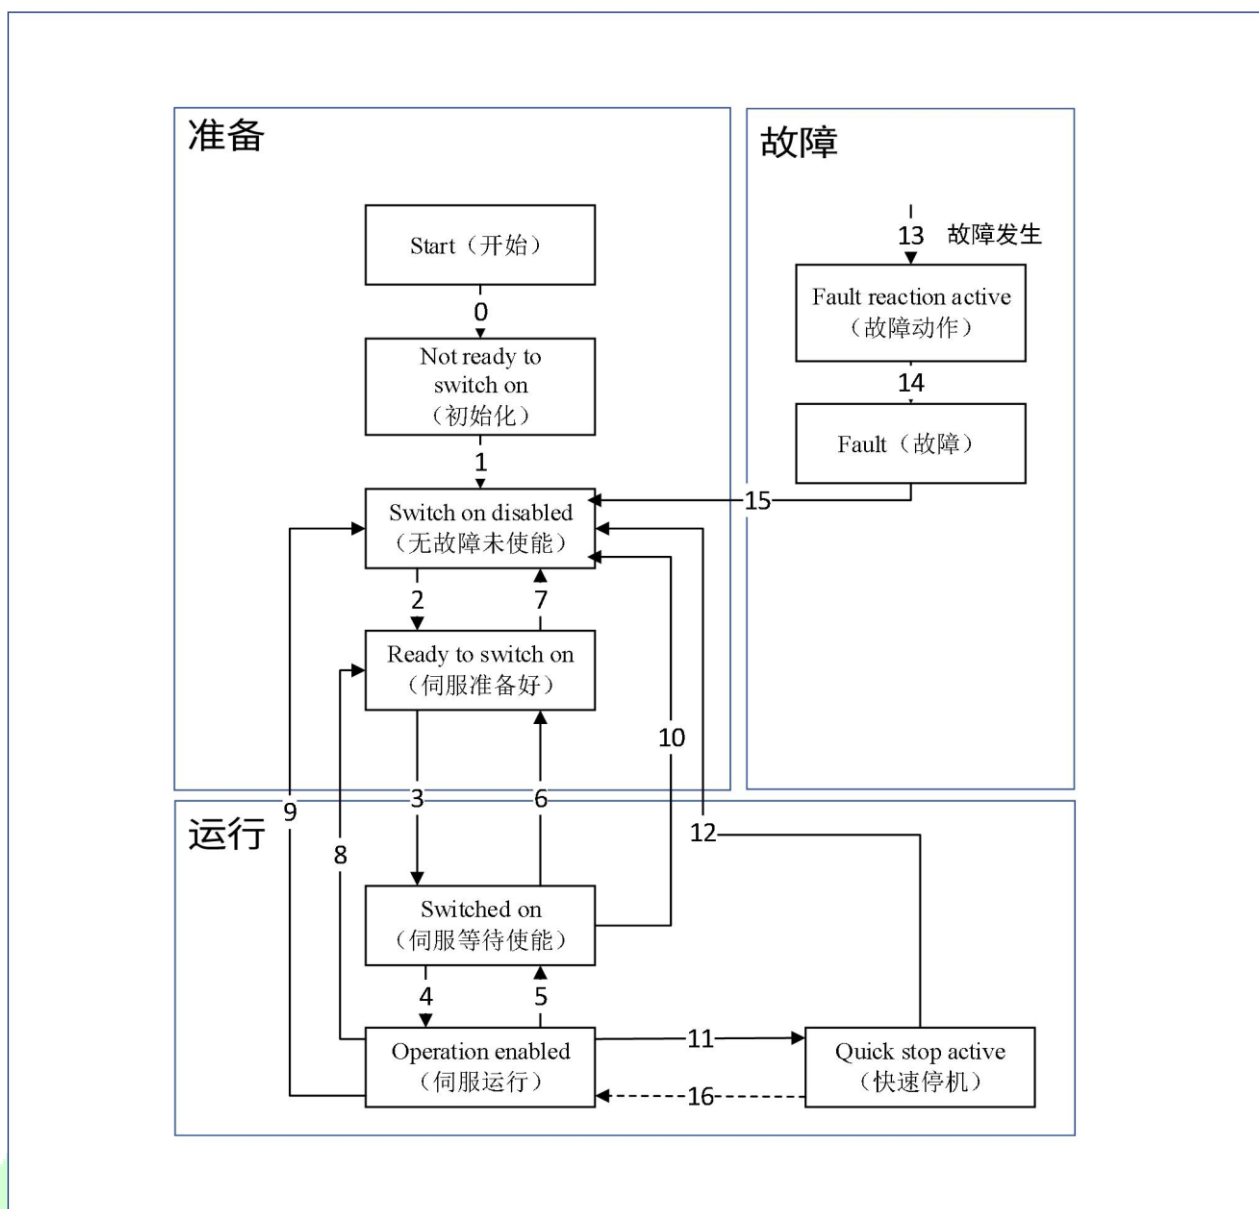 准备
Start（开始）
0
Not ready to
switch on
（初始化）
1
Switch on disabled
（无故障未使能）
2
7
Ready to switch on
（伺服准备好）
10
3
6
9
8
故障
13
故障发生
Fault reaction active
（故障动作）
14
Fault（故障）
15
运行
12
Switched on
（伺服等待使能）
4
5
Operation enabled
（伺服运行）
11
16
Quick stop active
（快速停机）